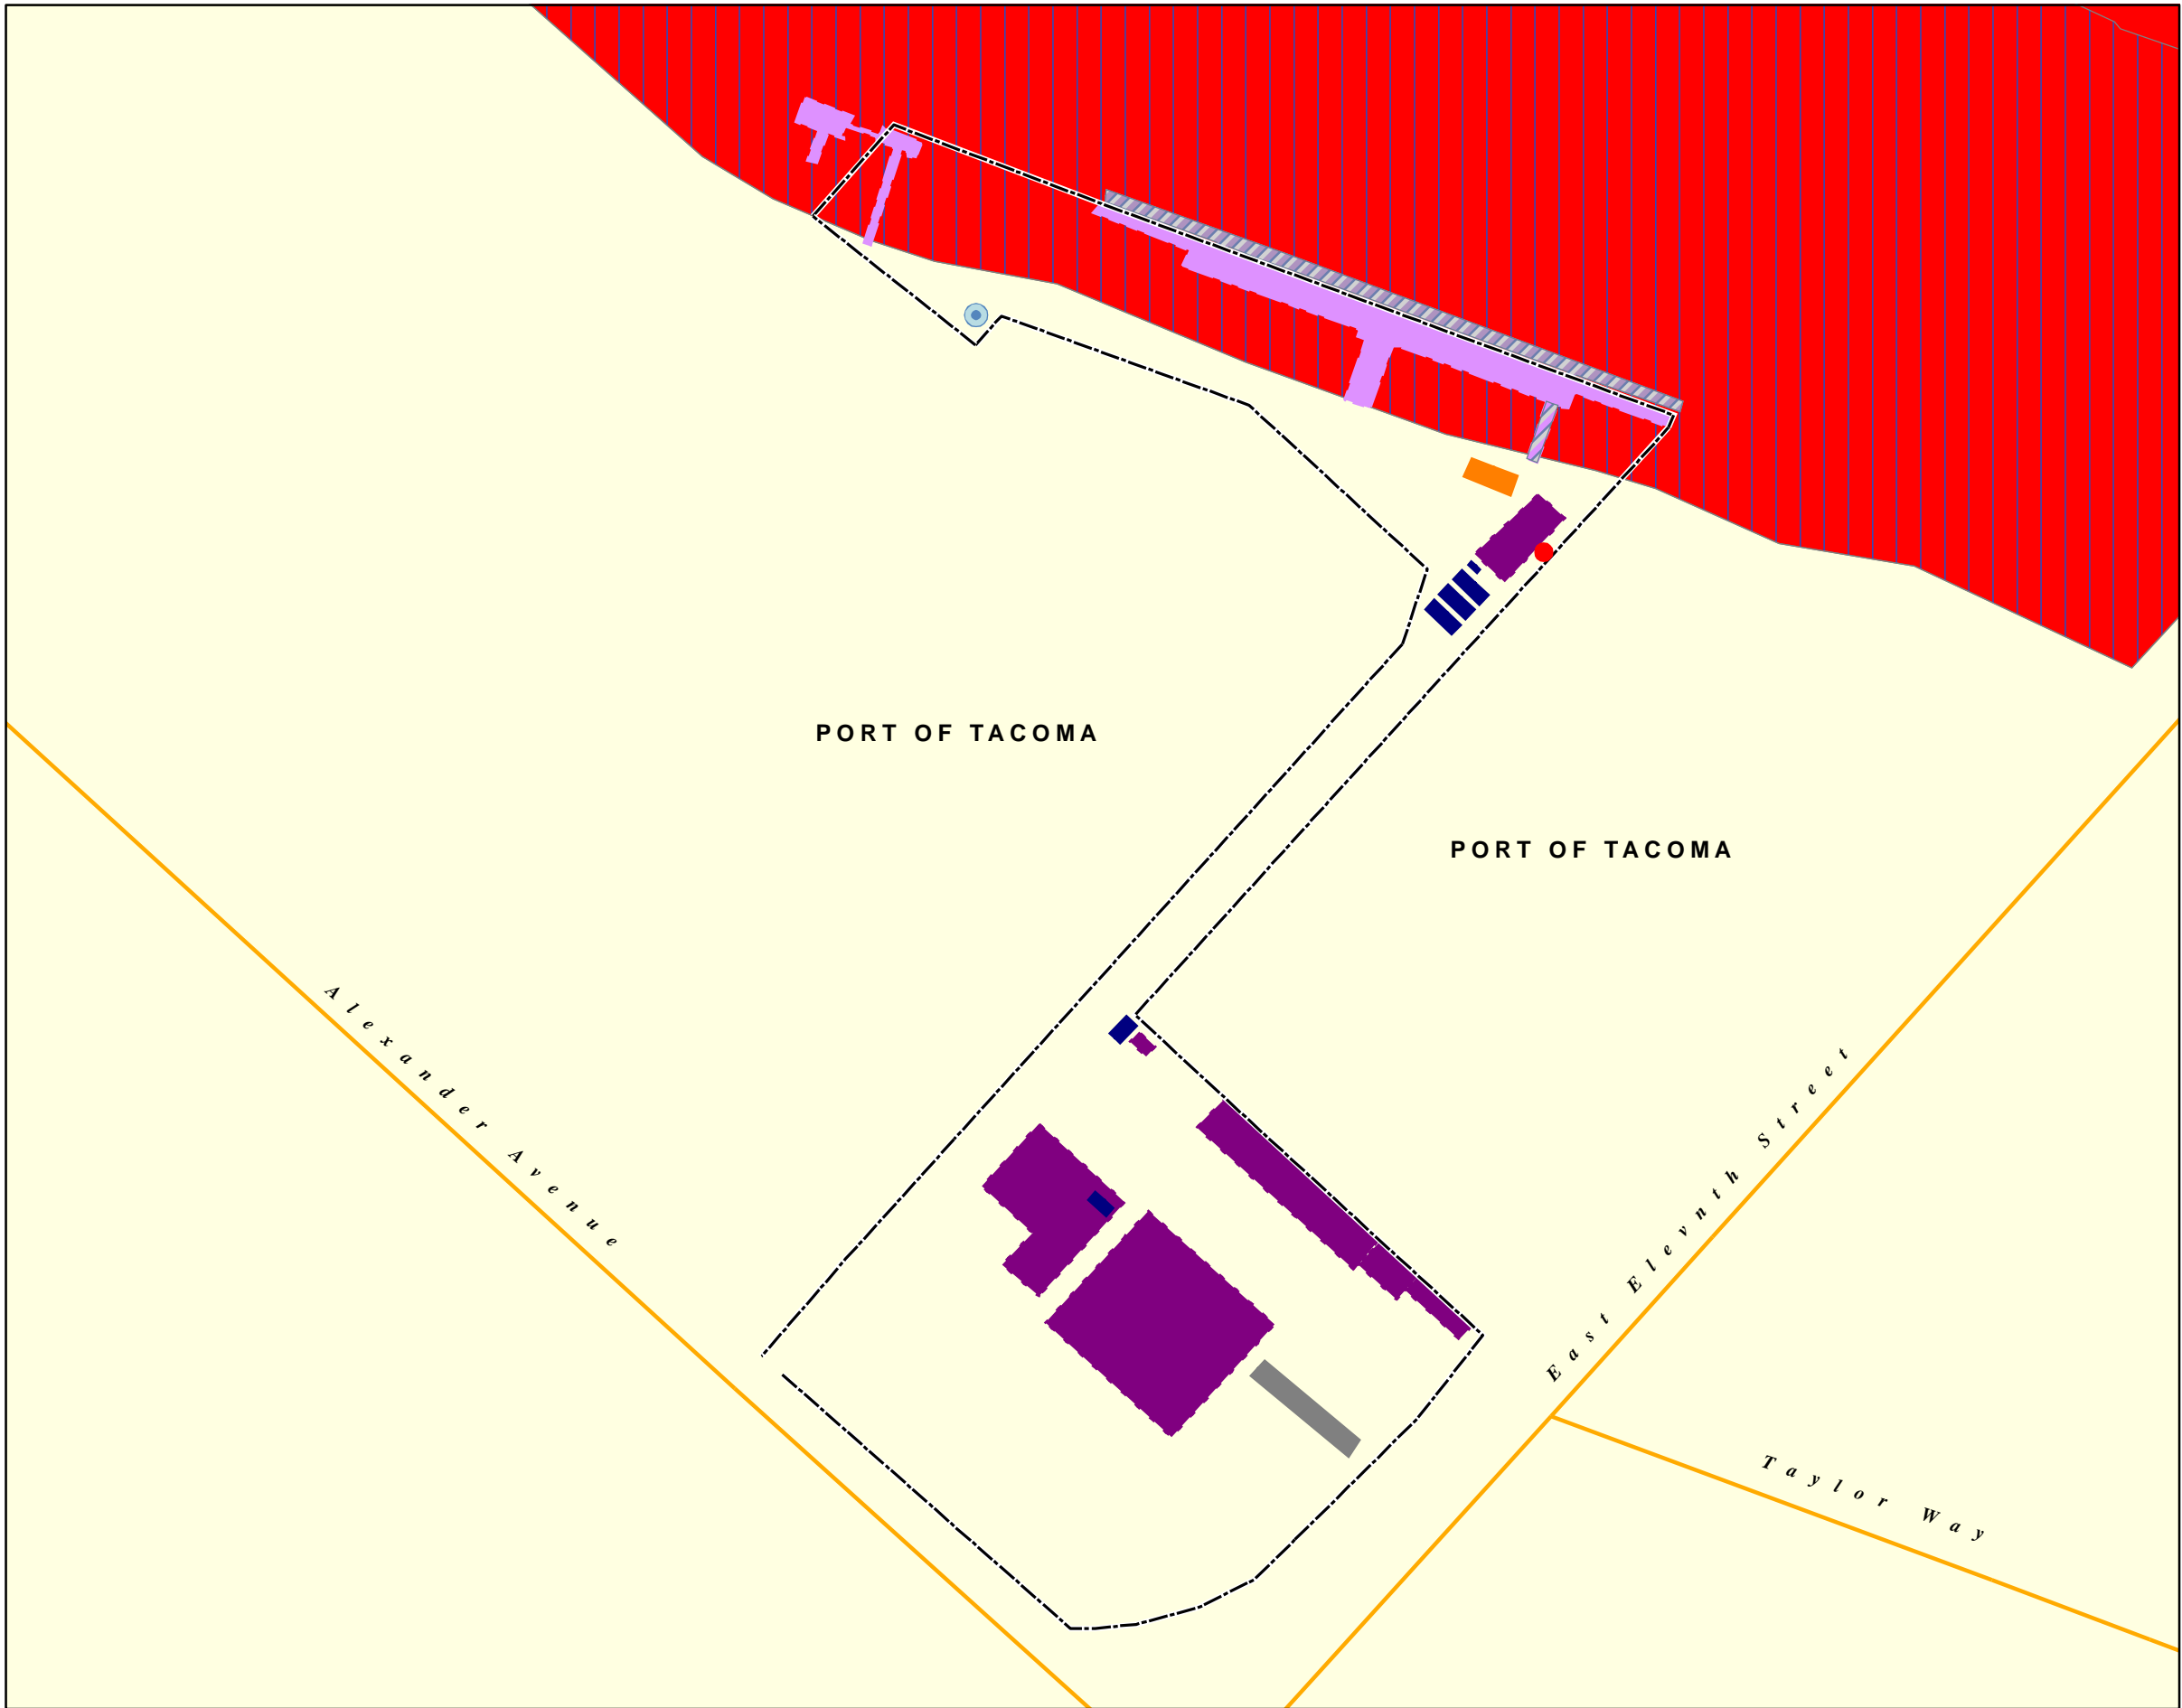 PORT OF TACOMA
PORT OF TACOMA
Alexander Avenue
East Elevnth Street
Taylor Way